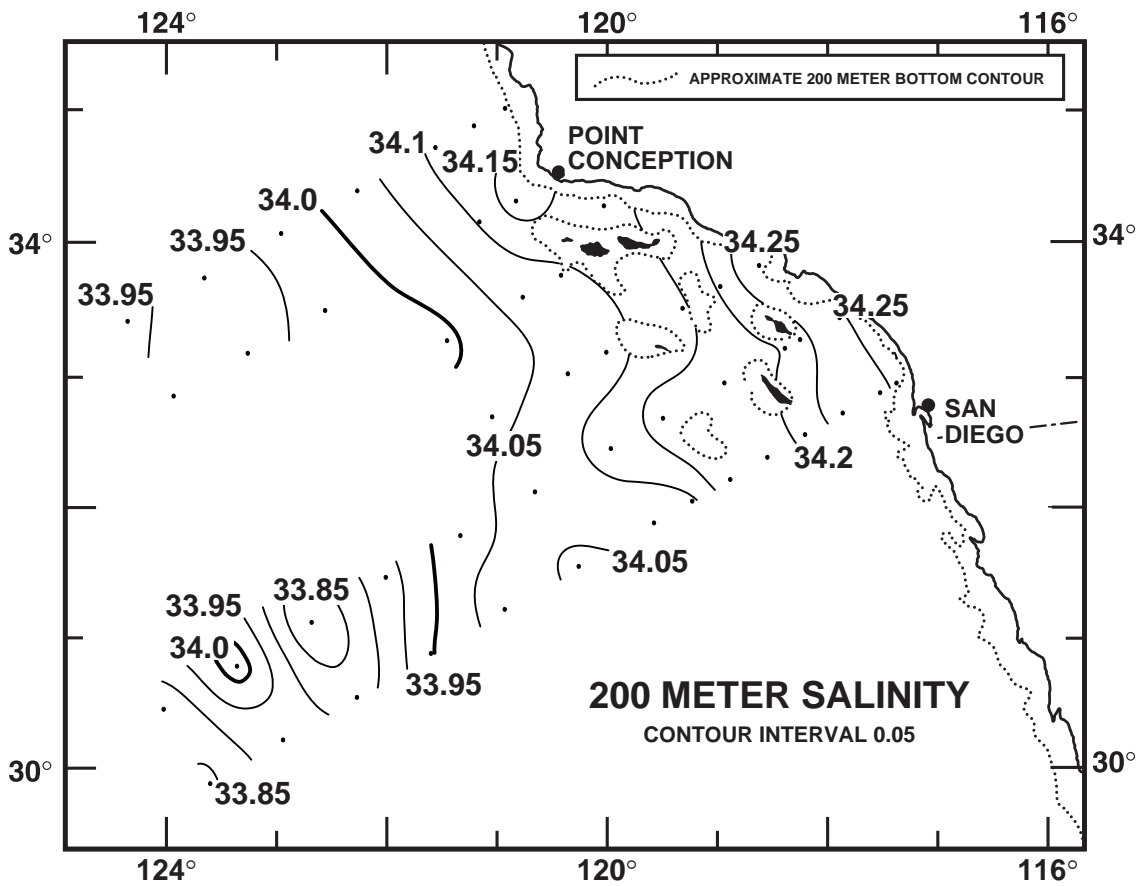 124° 120° 116°
APPROXIMATE 200 METER BOTTOM CONTOUR
POINT
CONCEPTION
34.1
34.15
34.0
33.95
34°
34.25
34°
33.95
34.25
SAN
DIEGO
34.05
34.2
34.05
33.85
33.95
34.0
33.95
200 METER SALINITY
CONTOUR INTERVAL 0.05
30°
30°
33.85
124° 120° 116°